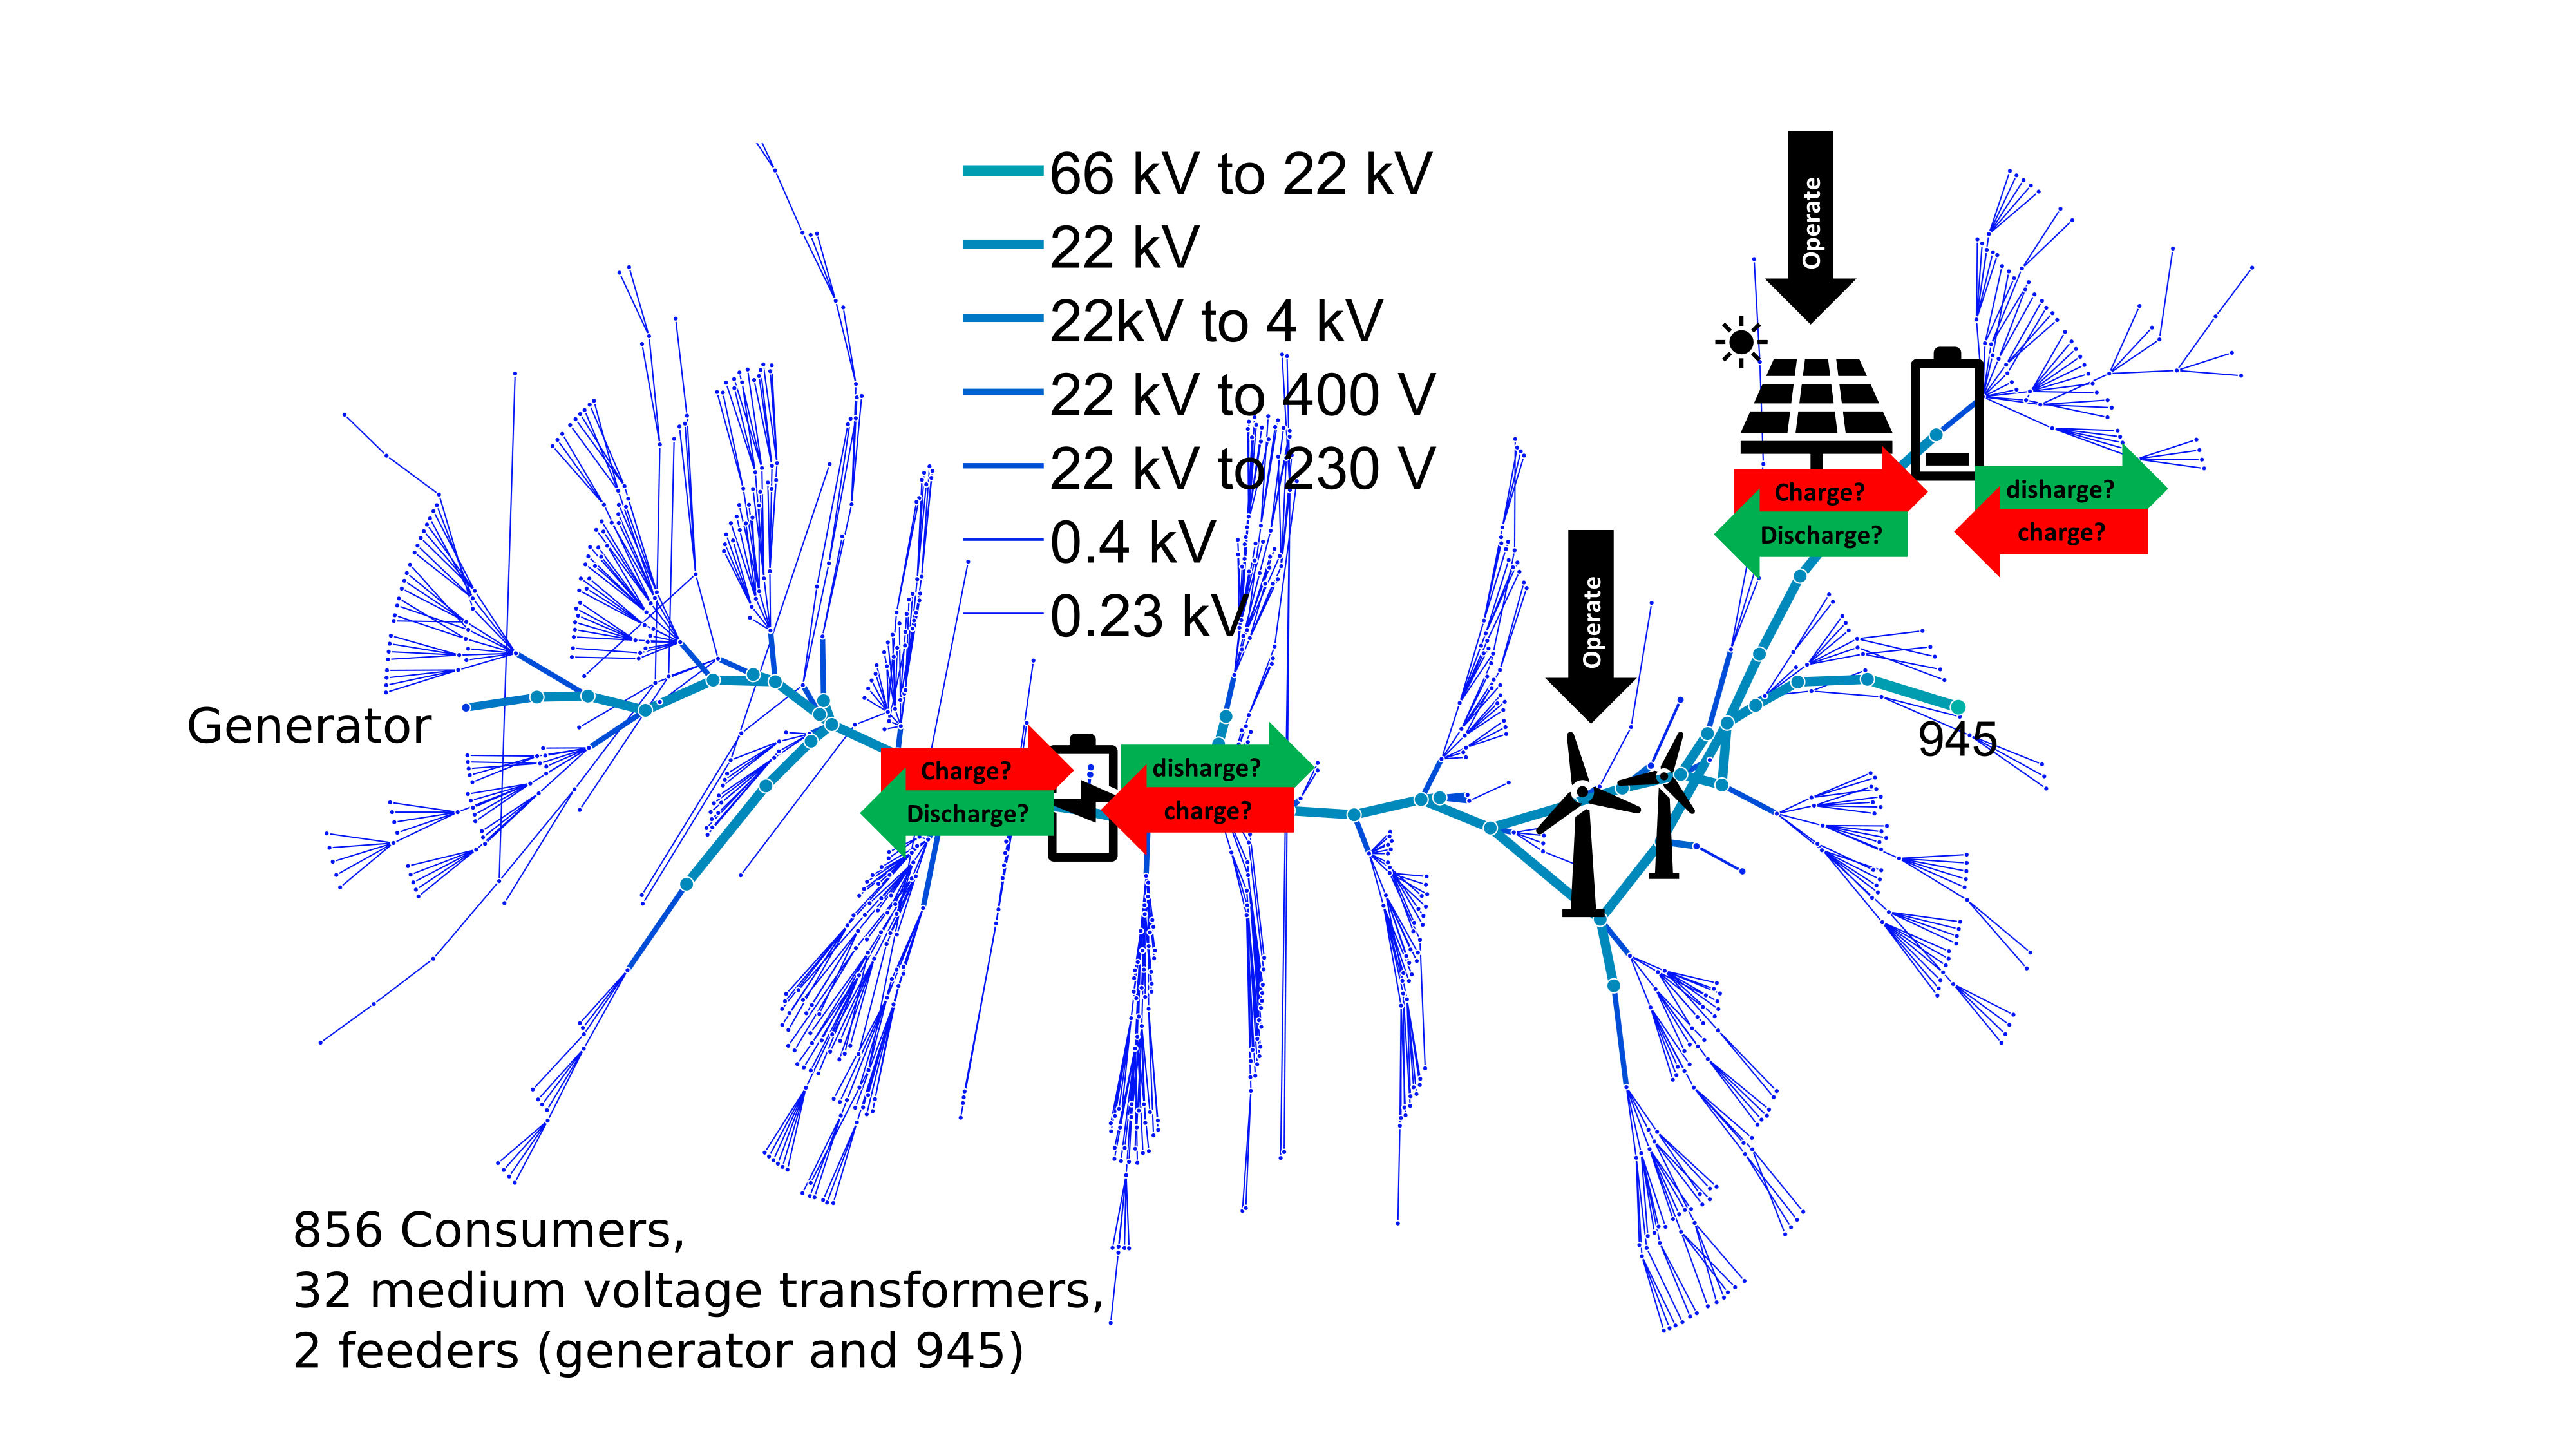 66 kV to 22 kV
22 kV
22kV to 4 kV
22 kV to 400 V
22 kV to 230 V
0.4 kV
0.23 kV
Operate
Charge?
Discharge?
disharge?
charge?
Operate
Generator
945
Charge?
Discharge?
disharge?
charge?
856 Consumers,
32 medium voltage transformers,
2 feeders (generator and 945)